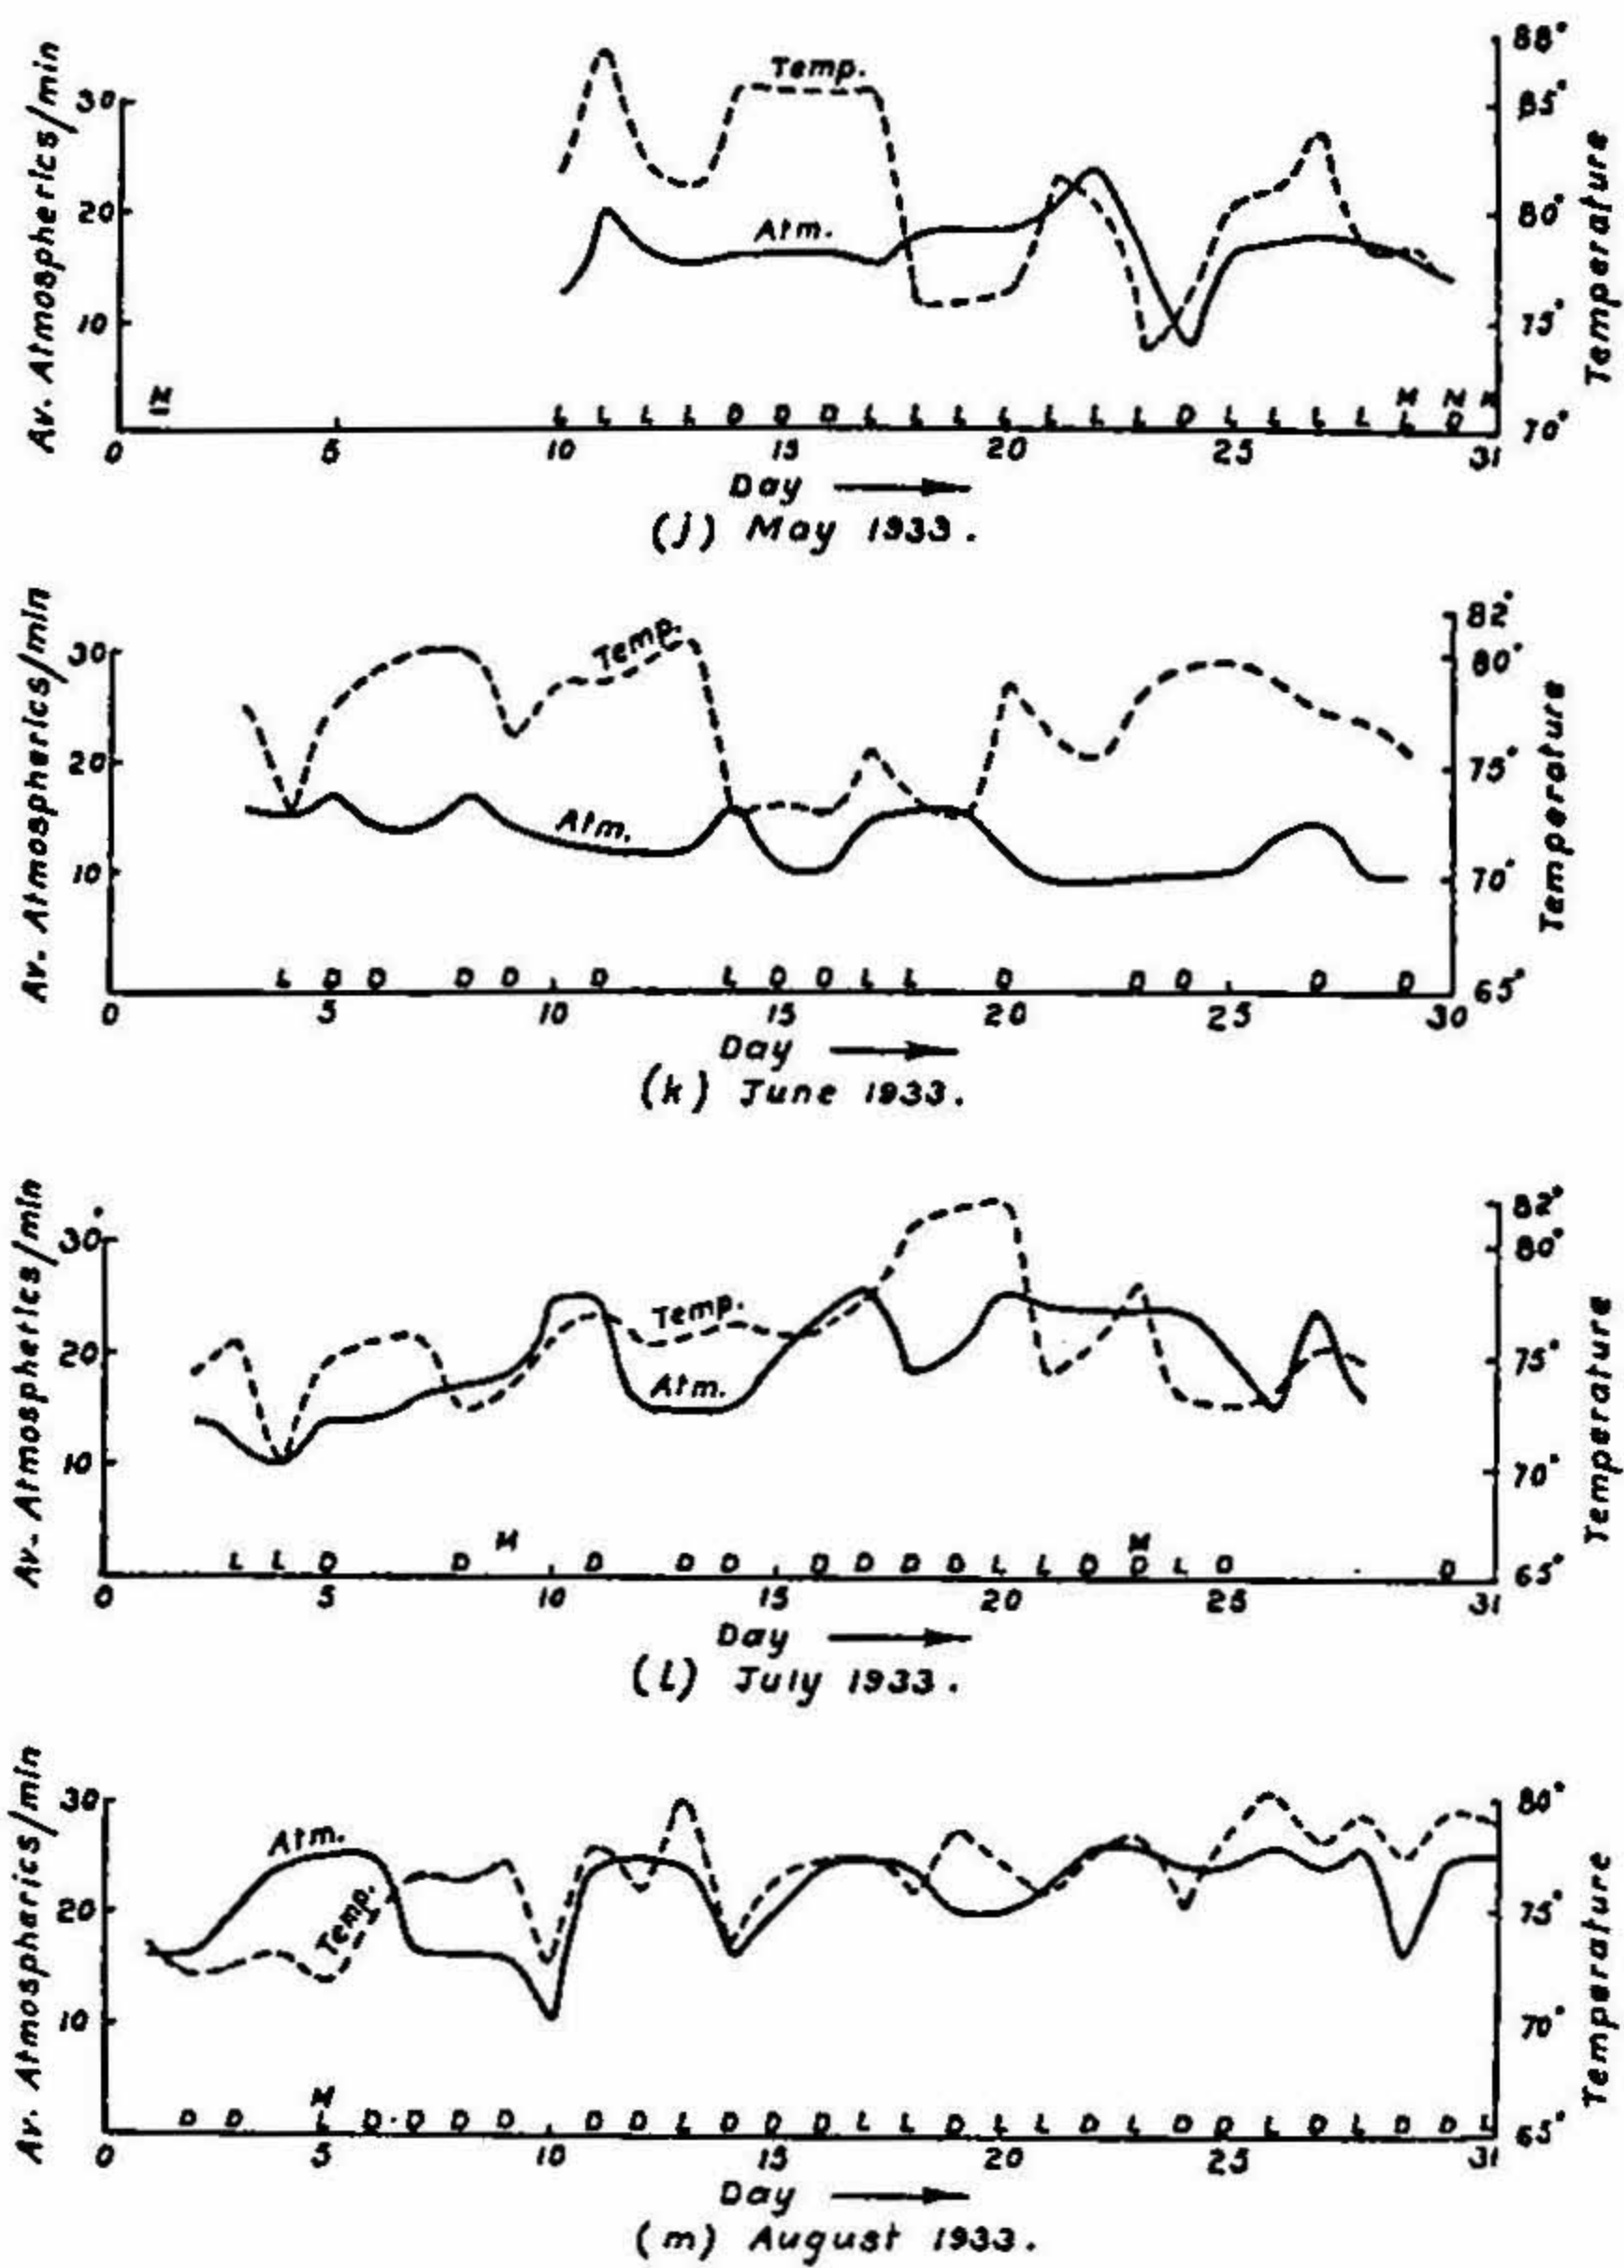 Av. Atmospherics/min
30
20
10
Temp.
Atm.
88°
85°
80°
75°
70°
Temperature
M
M M M
L L L L D D D L L L L L L L D L L L L L D
0 5 10 15 20 25 31
Day
(j) May 1933.
Av. Atmospherics/min
30
20
10
Temp.
Atm.
82°
80°
75°
70°
65°
Temperature
L D D D D D L D D L L D D D D D
0 5 10 15 20 25 30
Day
(k) June 1933.
Av. Atmospherics/min
30
20
10
Temp.
Atm.
82°
80°
75°
70°
65°
Temperature
M M
L L D D D D D D D D D L L D D L D D
0 5 10 15 20 25 31
Day
(l) July 1933.
Av. Atmospharics/min
30
20
10
Atm.
Temp.
80°
75°
70°
65°
Temperature
M
D D L D D D D L D D L D D D L L D L L D L D D L D L D D L
0 5 10 15 20 25 31
Day
(m) August 1933.